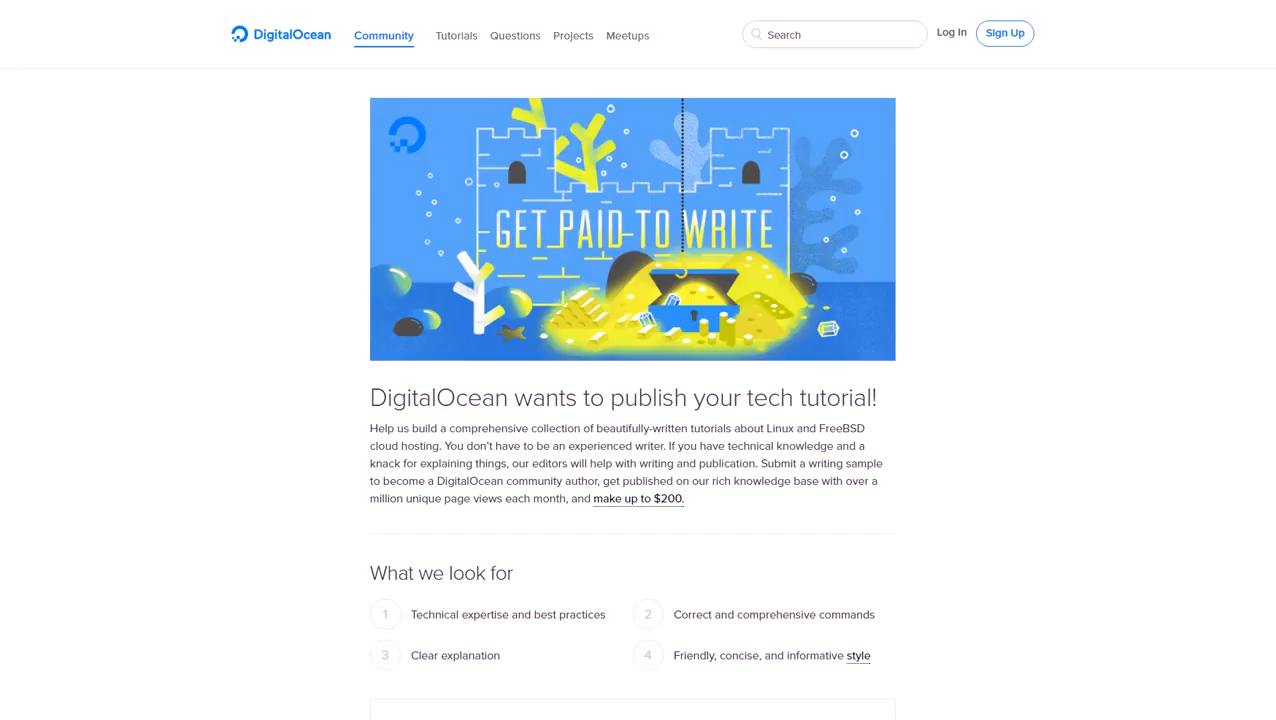 DigitalOcean
Community
Tutorials
Questions
Projects
Meetups
Search
Log In
Sign Up
GET PAID TO WRITE
DigitalOcean wants to publish your tech tutorial!
Help us build a comprehensive collection of beautifully-written tutorials about Linux and FreeBSD
cloud hosting. You don't have to be an experienced writer. If you have technical knowledge and a
knack for explaining things, our editors will help with writing and publication. Submit a writing sample
to become a DigitalOcean community author, get published on our rich knowledge base with over a
million unique page views each month, and make up to $200.
What we look for
1 Technical expertise and best practices
2 Correct and comprehensive commands
3 Clear explanation
4 Friendly, concise, and informative style